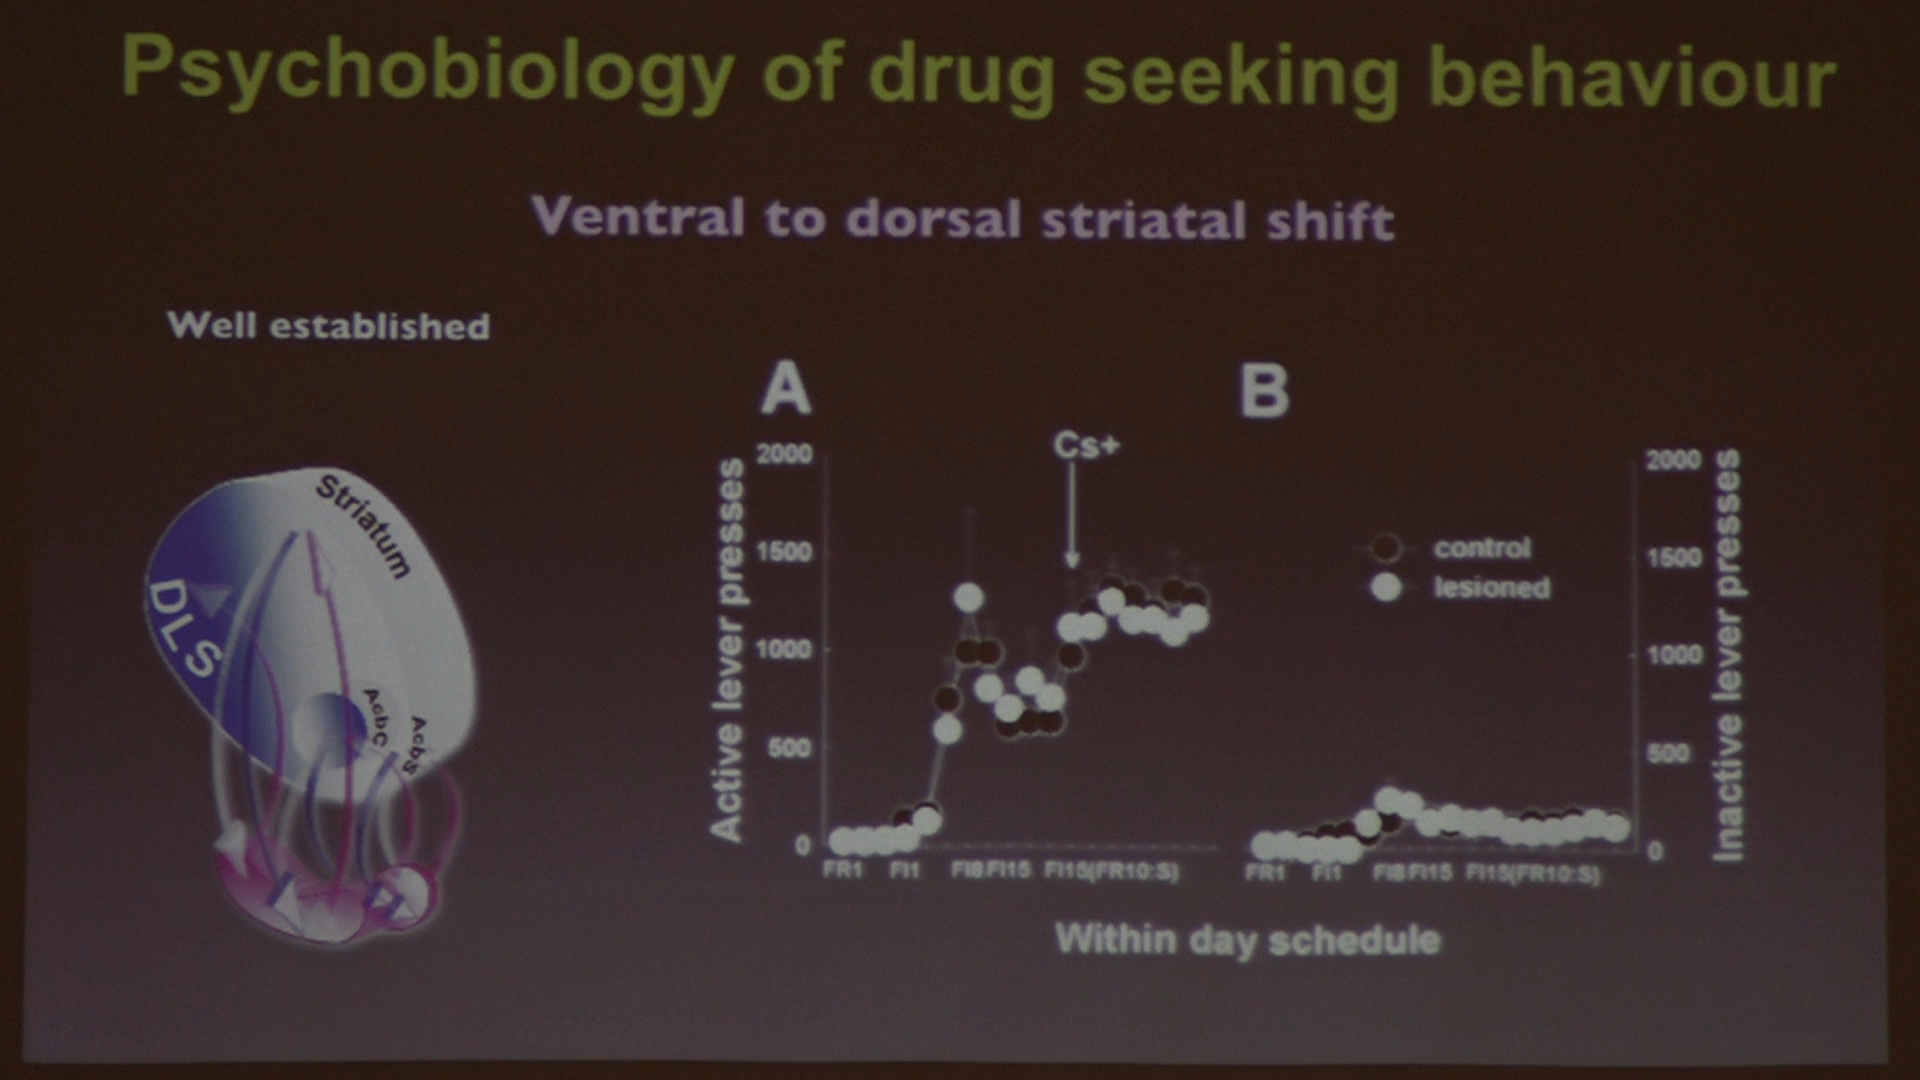 Psychobiology of drug seeking behaviour
Ventral to dorsal striatal shift
Well established
Striatum
DLS
AcbC
AcbS
A
Cs+
Active lever presses
2000
1500
1000
500
0
FR1 FI1 FI8 FI15 FI15(FR10:S)
B
control
lesioned
2000
1500
1000
500
0
Inactive lever presses
FR1 FI1 FI8 FI15 FI15(FR10:S)
Within day schedule